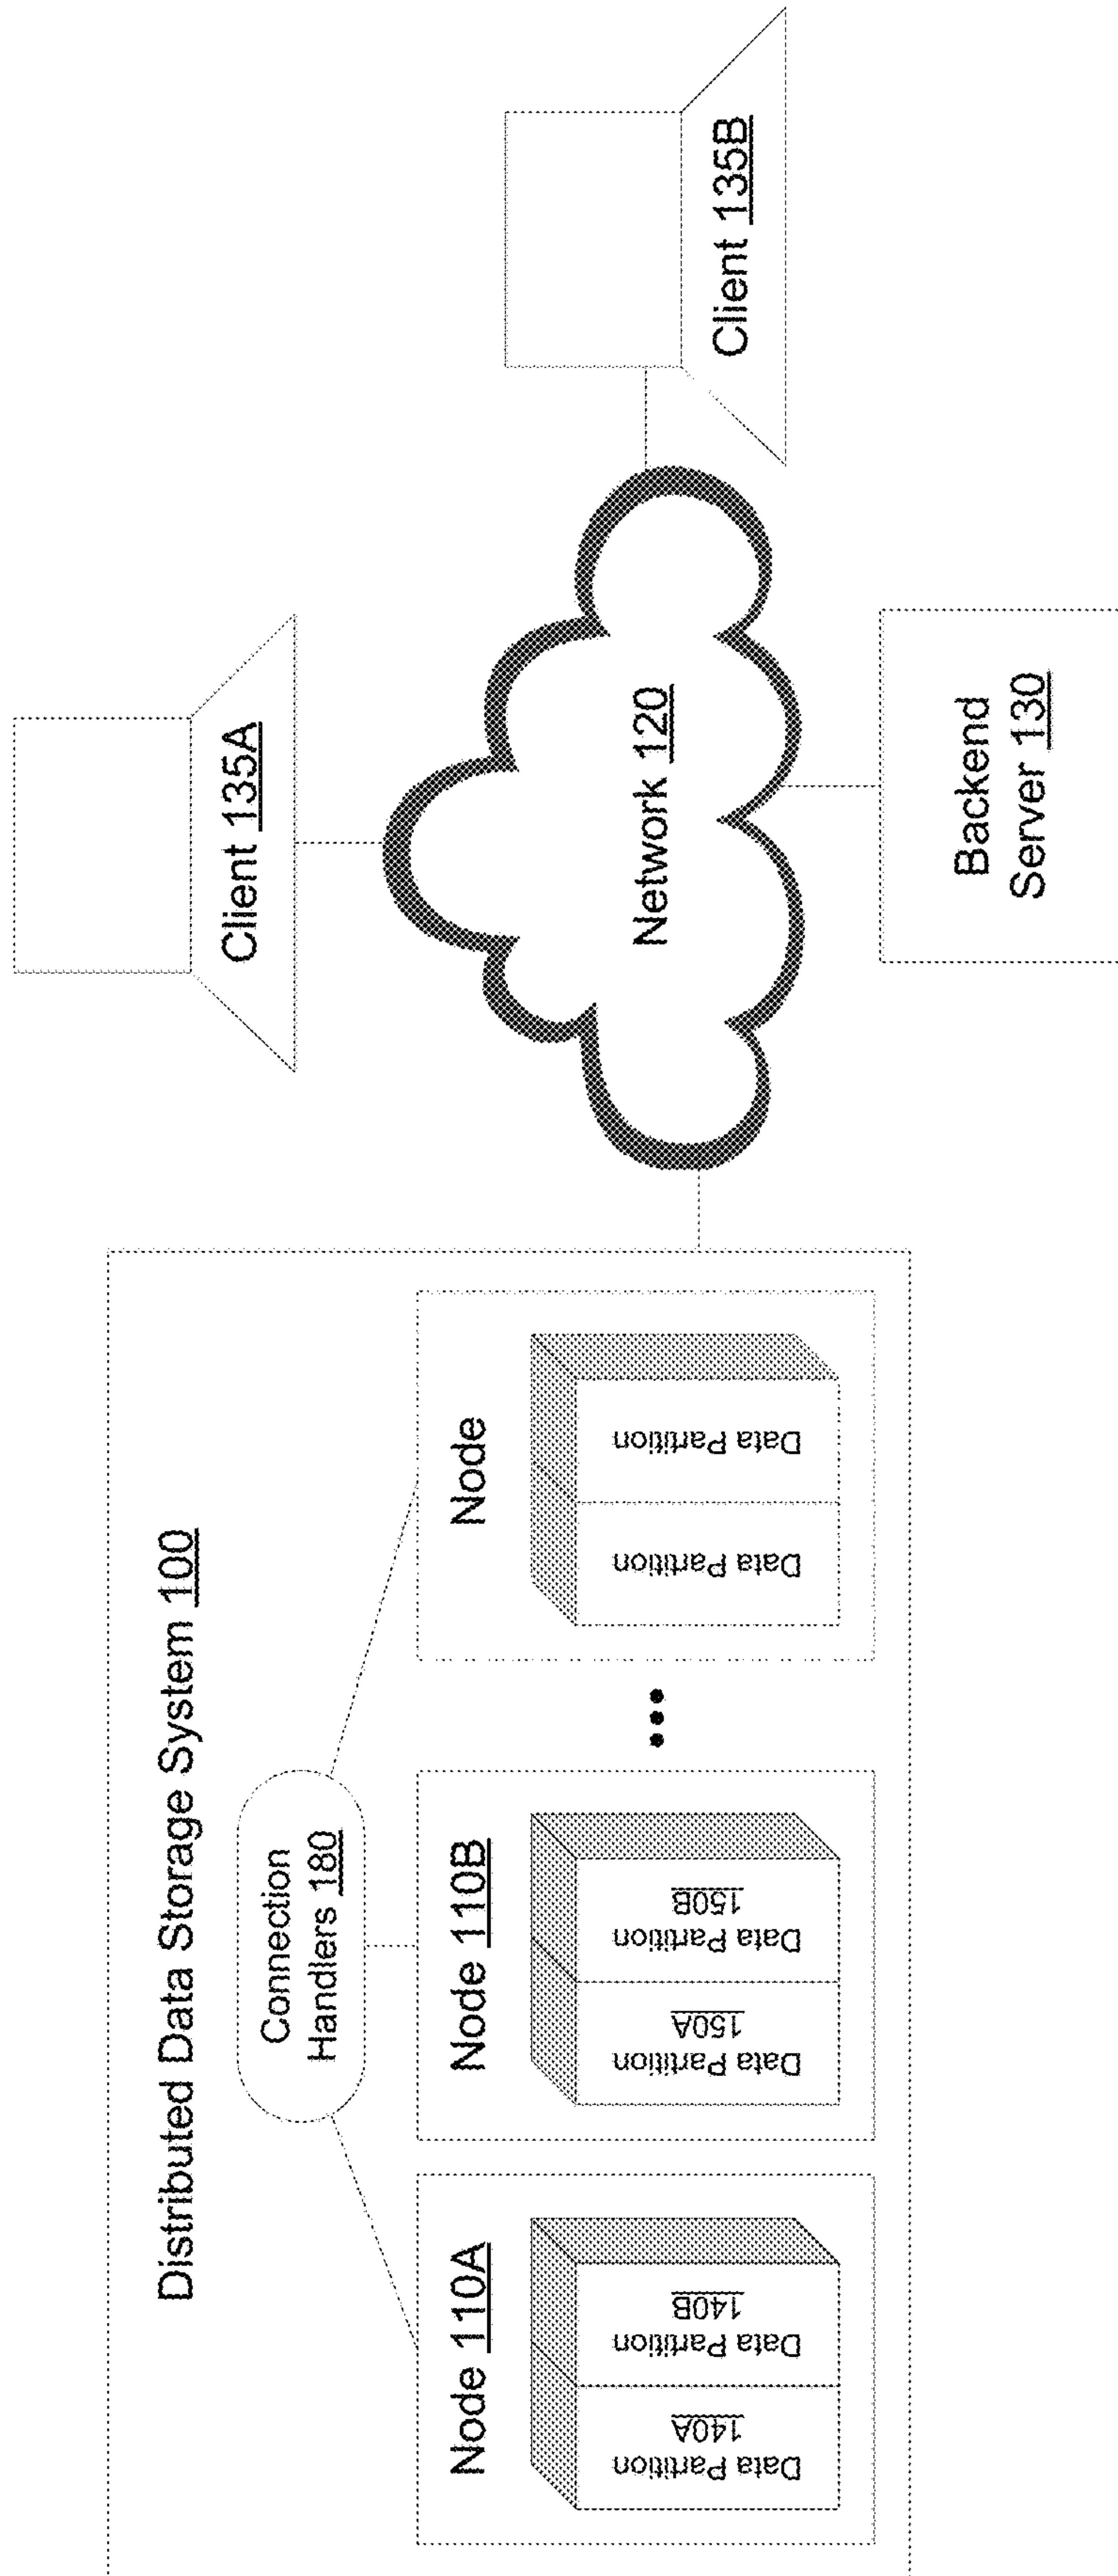 Distributed Data Storage System 100
Connection
Handlers 180
Node 110A
Data Partition
140A
Data Partition
140B
Node 110B
Data Partition
150A
Data Partition
150B
Node
Data Partition
Data Partition
Client 135A
Network 120
Backend
Server 130
Client 135B